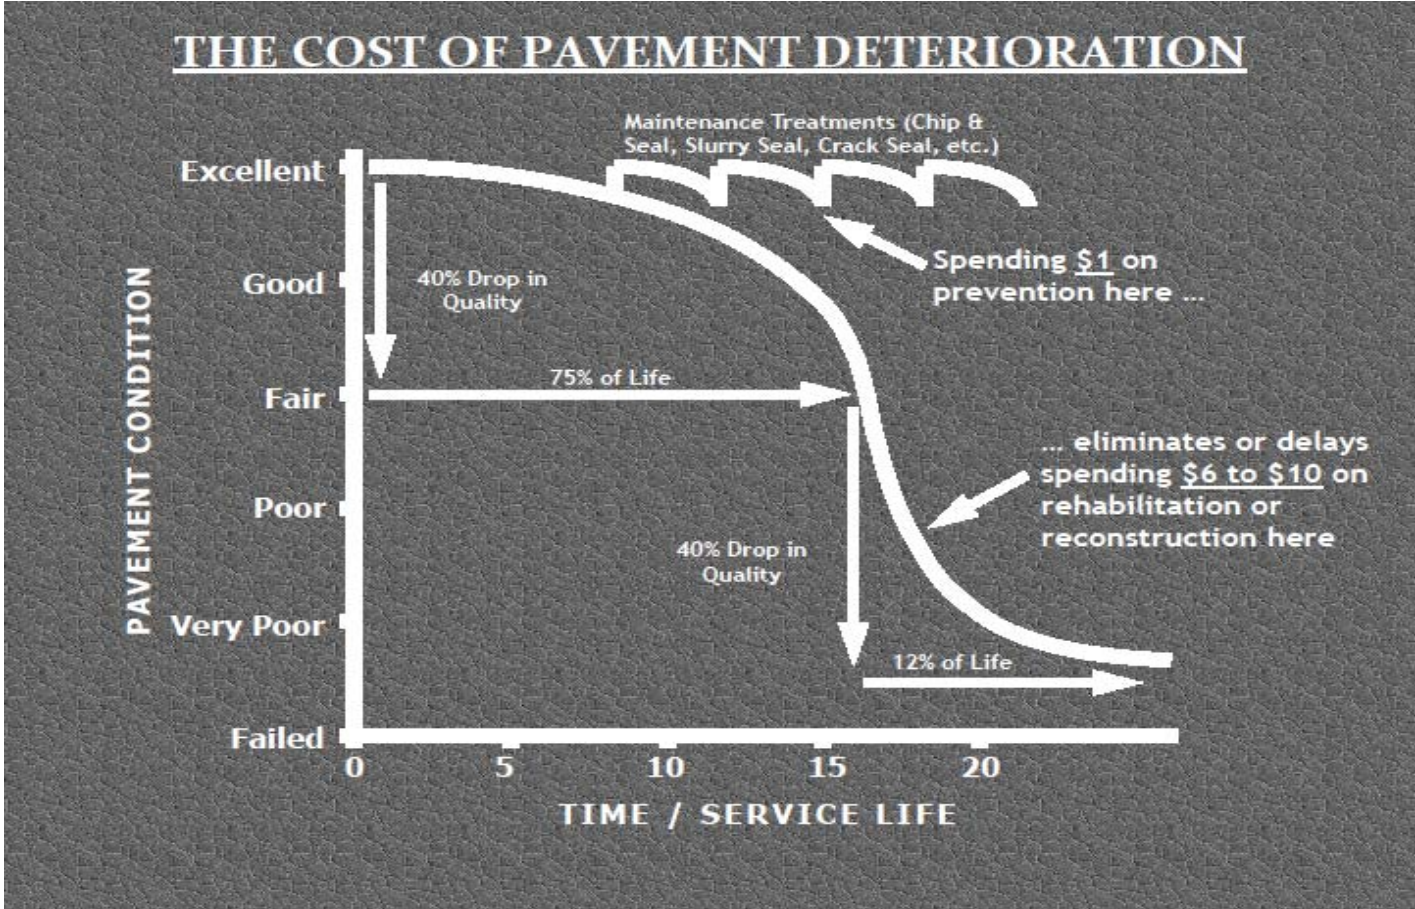 THE COST OF PAVEMENT DETERIORATION
Maintenance Treatments (Chip &
Seal, Slurry Seal, Crack Seal, etc.)
Excellent
Good
Fair
Poor
Very Poor
Failed
PAVEMENT CONDITION
40% Drop in
Quality
75% of Life
Spending $1 on
prevention here ...
... eliminates or delays
spending $6 to $10 on
rehabilitation or
reconstruction here
40% Drop in
Quality
12% of Life
0 5 10 15 20
TIME / SERVICE LIFE